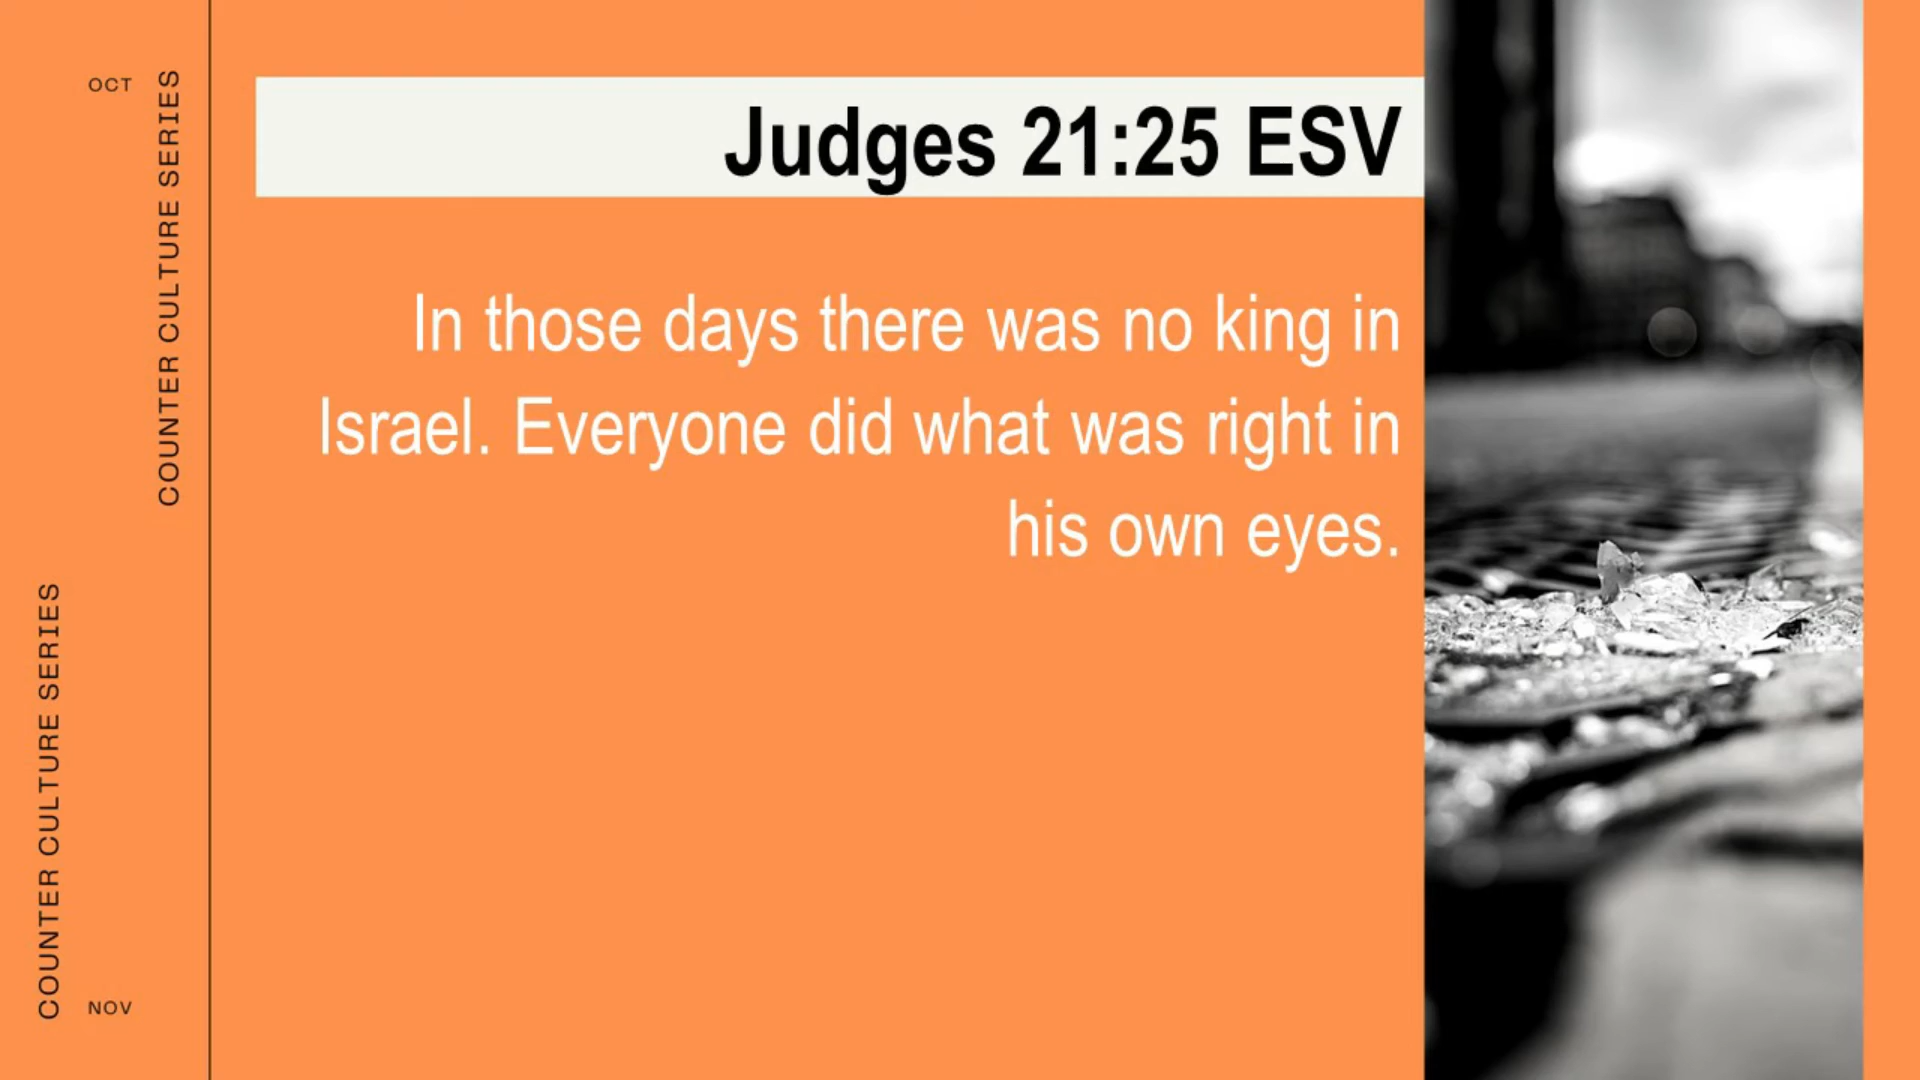 OCT
COUNTER CULTURE SERIES
Judges 21:25 ESV
In those days there was no king in
Israel. Everyone did what was right in
his own eyes.
COUNTER CULTURE SERIES
NOV